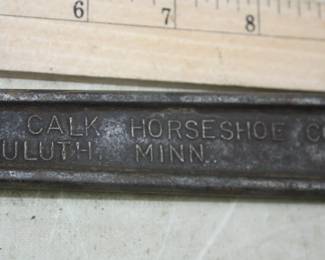 6 7 8
CALK HORSESHOE C
ULUTH, MINN.